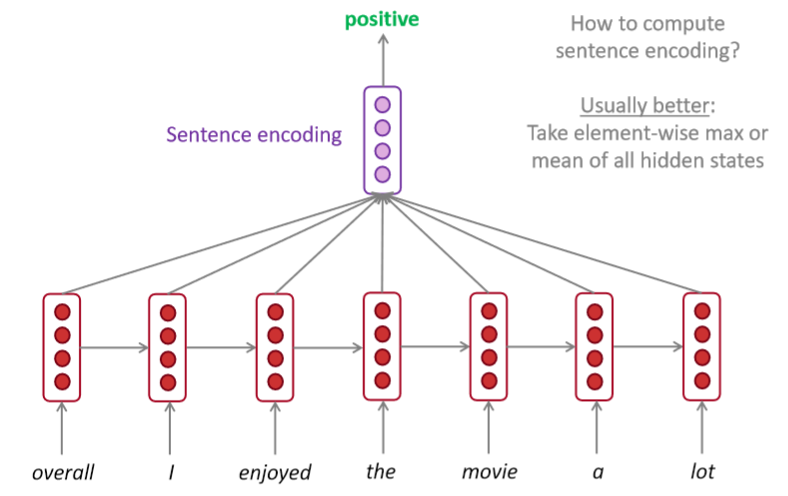 positive
How to compute
sentence encoding?
Usually better:
Take element-wise max or
mean of all hidden states
Sentence encoding
overall I enjoyed the movie a lot